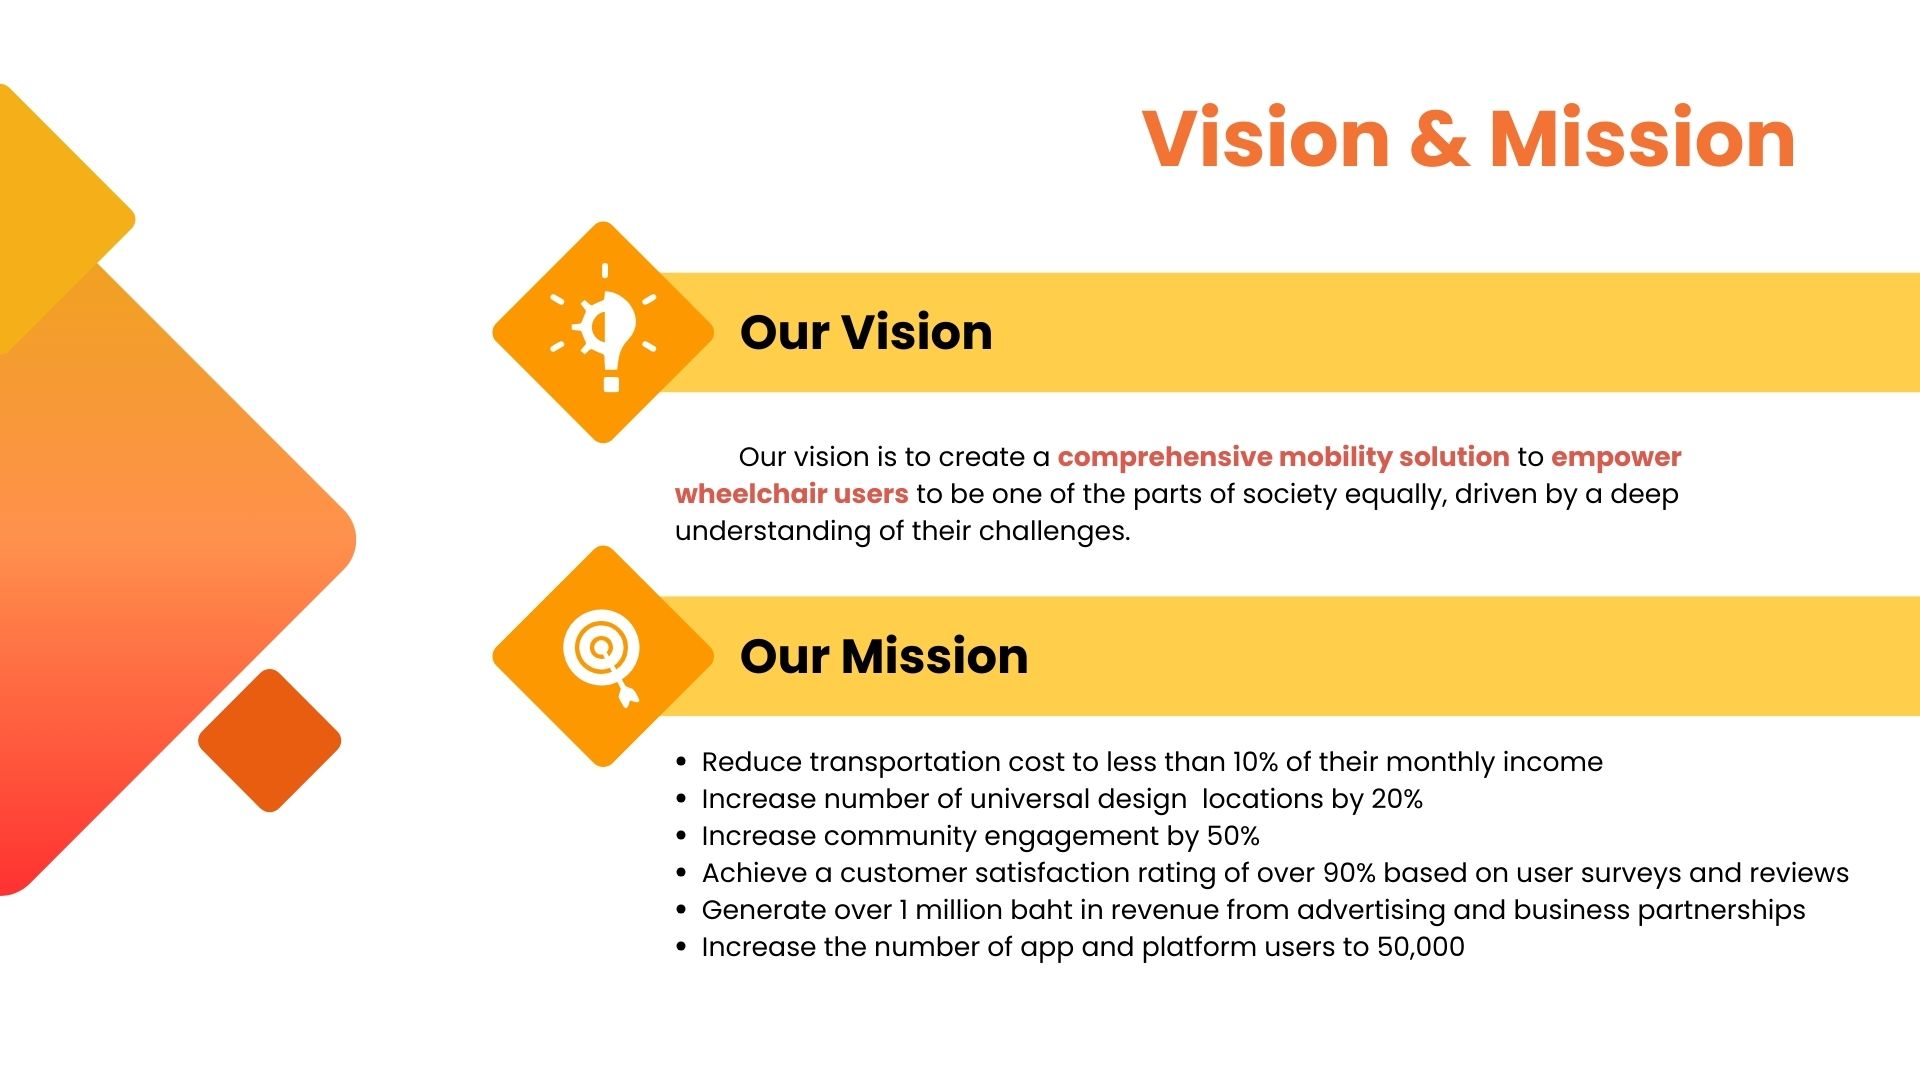 Vision & Mission
Our Vision
Our vision is to create a comprehensive mobility solution to empower
wheelchair users to be one of the parts of society equally, driven by a deep
understanding of their challenges.
Our Mission
• Reduce transportation cost to less than 10% of their monthly income
• Increase number of universal design  locations by 20%
• Increase community engagement by 50%
• Achieve a customer satisfaction rating of over 90% based on user surveys and reviews
• Generate over 1 million baht in revenue from advertising and business partnerships
• Increase the number of app and platform users to 50,000